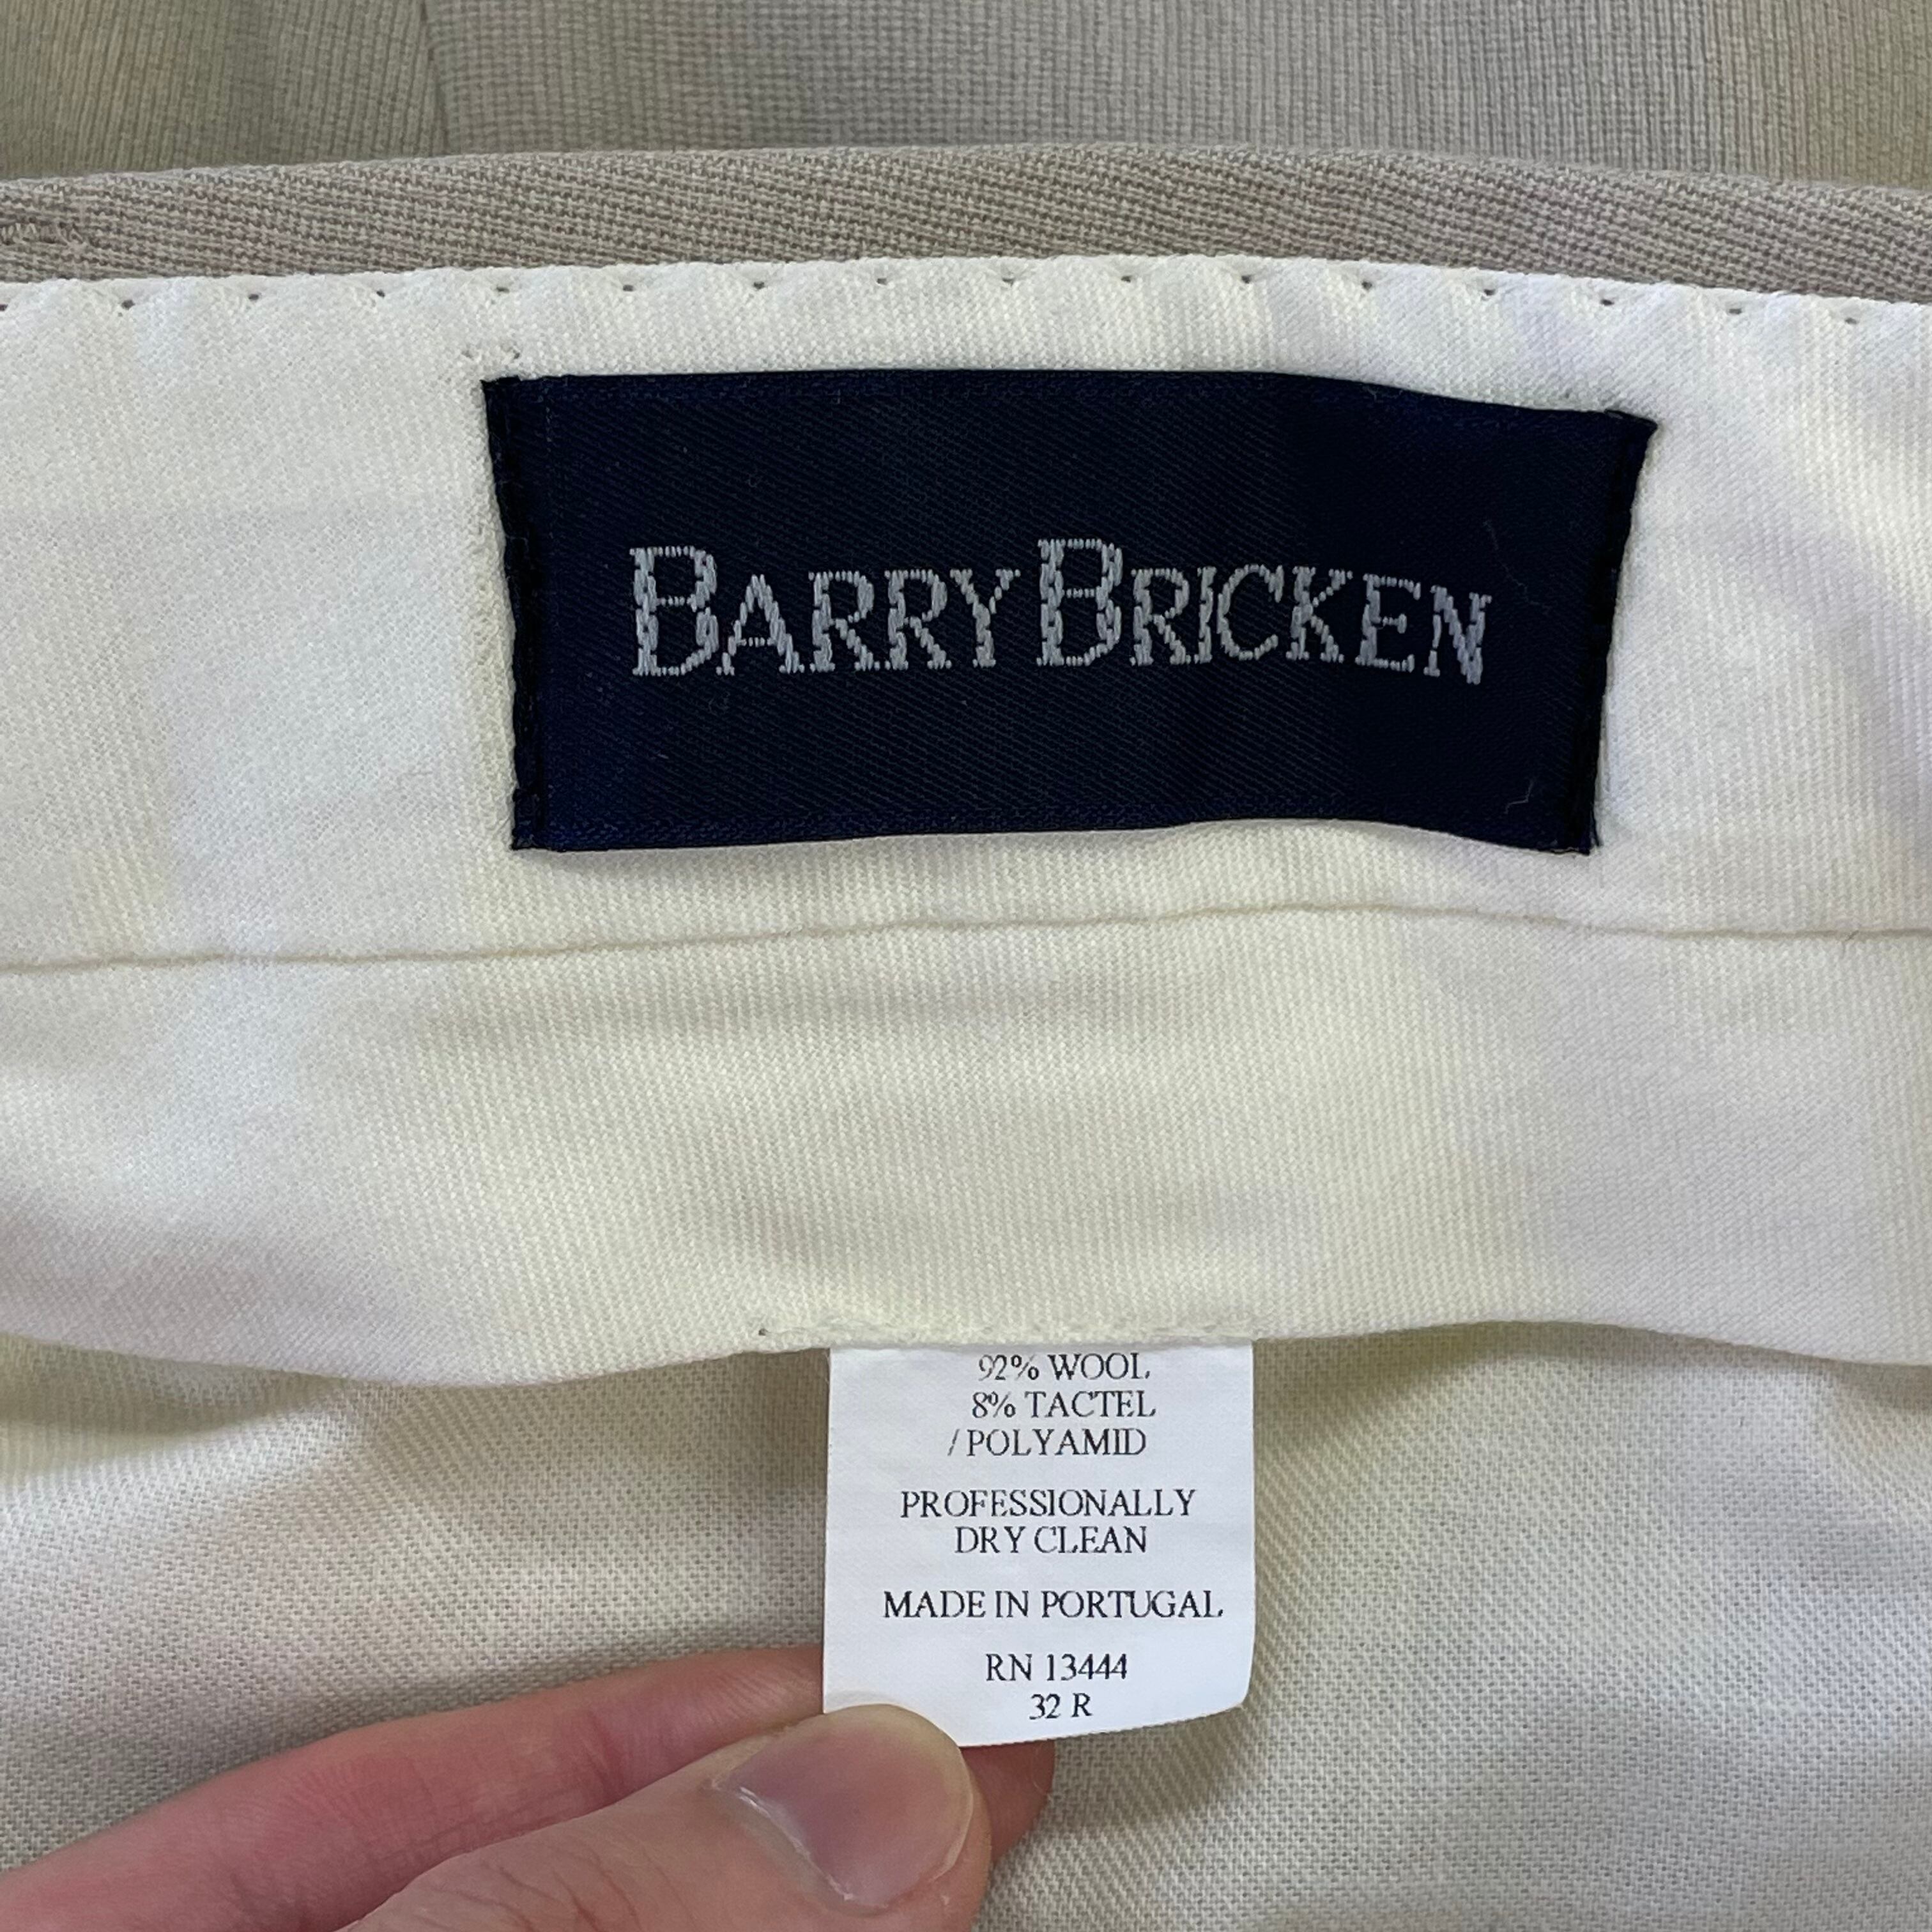 BARRY BRICKEN
92% WOOL
8% TACTEL
/ POLYAMID
PROFESSIONALLY
DRY CLEAN
MADE IN PORTUGAL
RN 13444
32 R